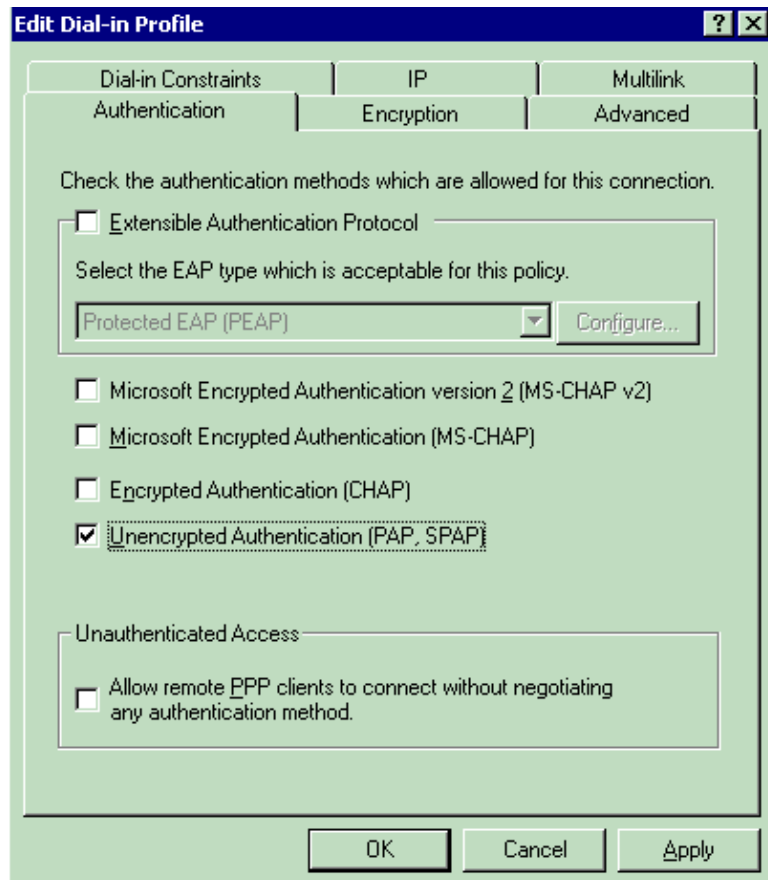 Edit Dial-in Profile
Dial-in Constraints IP Multilink
Authentication Encryption Advanced
Check the authentication methods which are allowed for this connection.
Extensible Authentication Protocol
Select the EAP type which is acceptable for this policy.
Protected EAP (PEAP) Configure...
Microsoft Encrypted Authentication version 2 (MS-CHAP v2)
Microsoft Encrypted Authentication (MS-CHAP)
Encrypted Authentication (CHAP)
Unencrypted Authentication (PAP, SPAP)
Unauthenticated Access
Allow remote PPP clients to connect without negotiating
any authentication method.
OK Cancel Apply